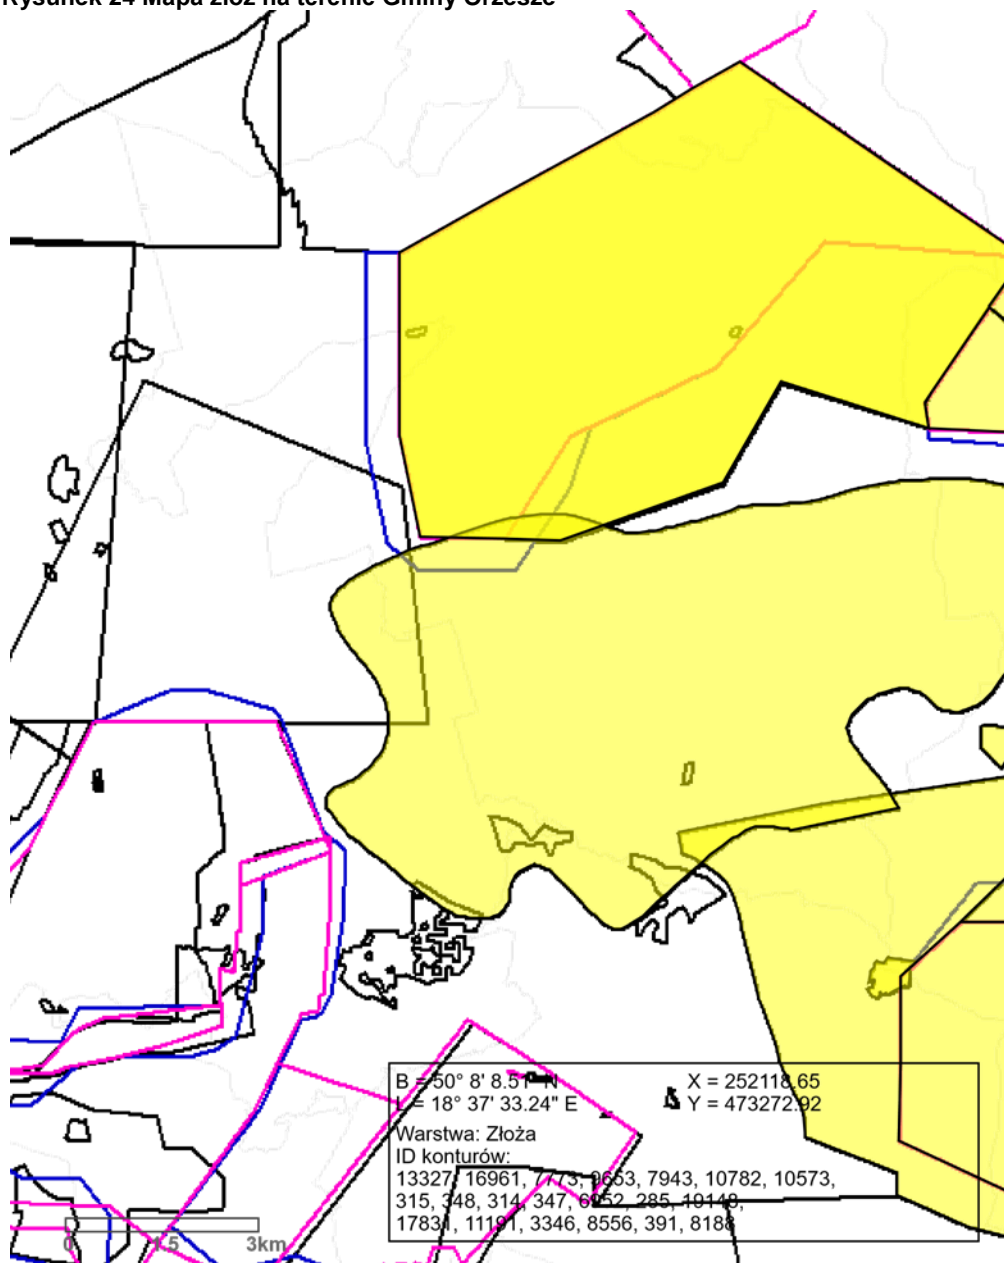 Rysunek 24 Mapa złóż na terenie Gminy Orzesze
B = 50° 8' 8.51" N
X = 252118.65
L = 18° 37' 33.24" E
Y = 473272.92
Warstwa: Złoża
ID konturów:
13327, 16961, 7773, 9653, 7943, 10782, 10573,
315, 348, 314, 347, 6952, 285, 19148,
17831, 11191, 3346, 8556, 391, 8188
0 1.5 3km